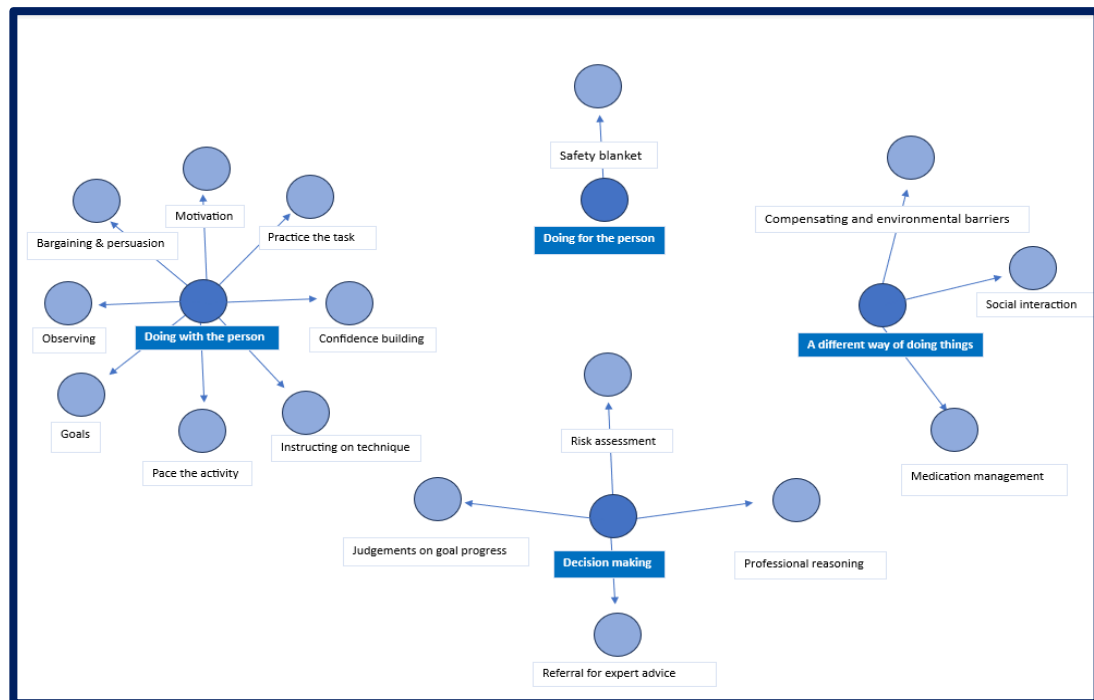 Safety blanket
Doing for the person
Motivation
Bargaining & persuasion
Practice the task
Observing
Doing with the person
Confidence building
Goals
Pace the activity
Instructing on technique
Compensating and environmental barriers
Social interaction
A different way of doing things
Medication management
Risk assessment
Judgements on goal progress
Decision making
Professional reasoning
Referral for expert advice